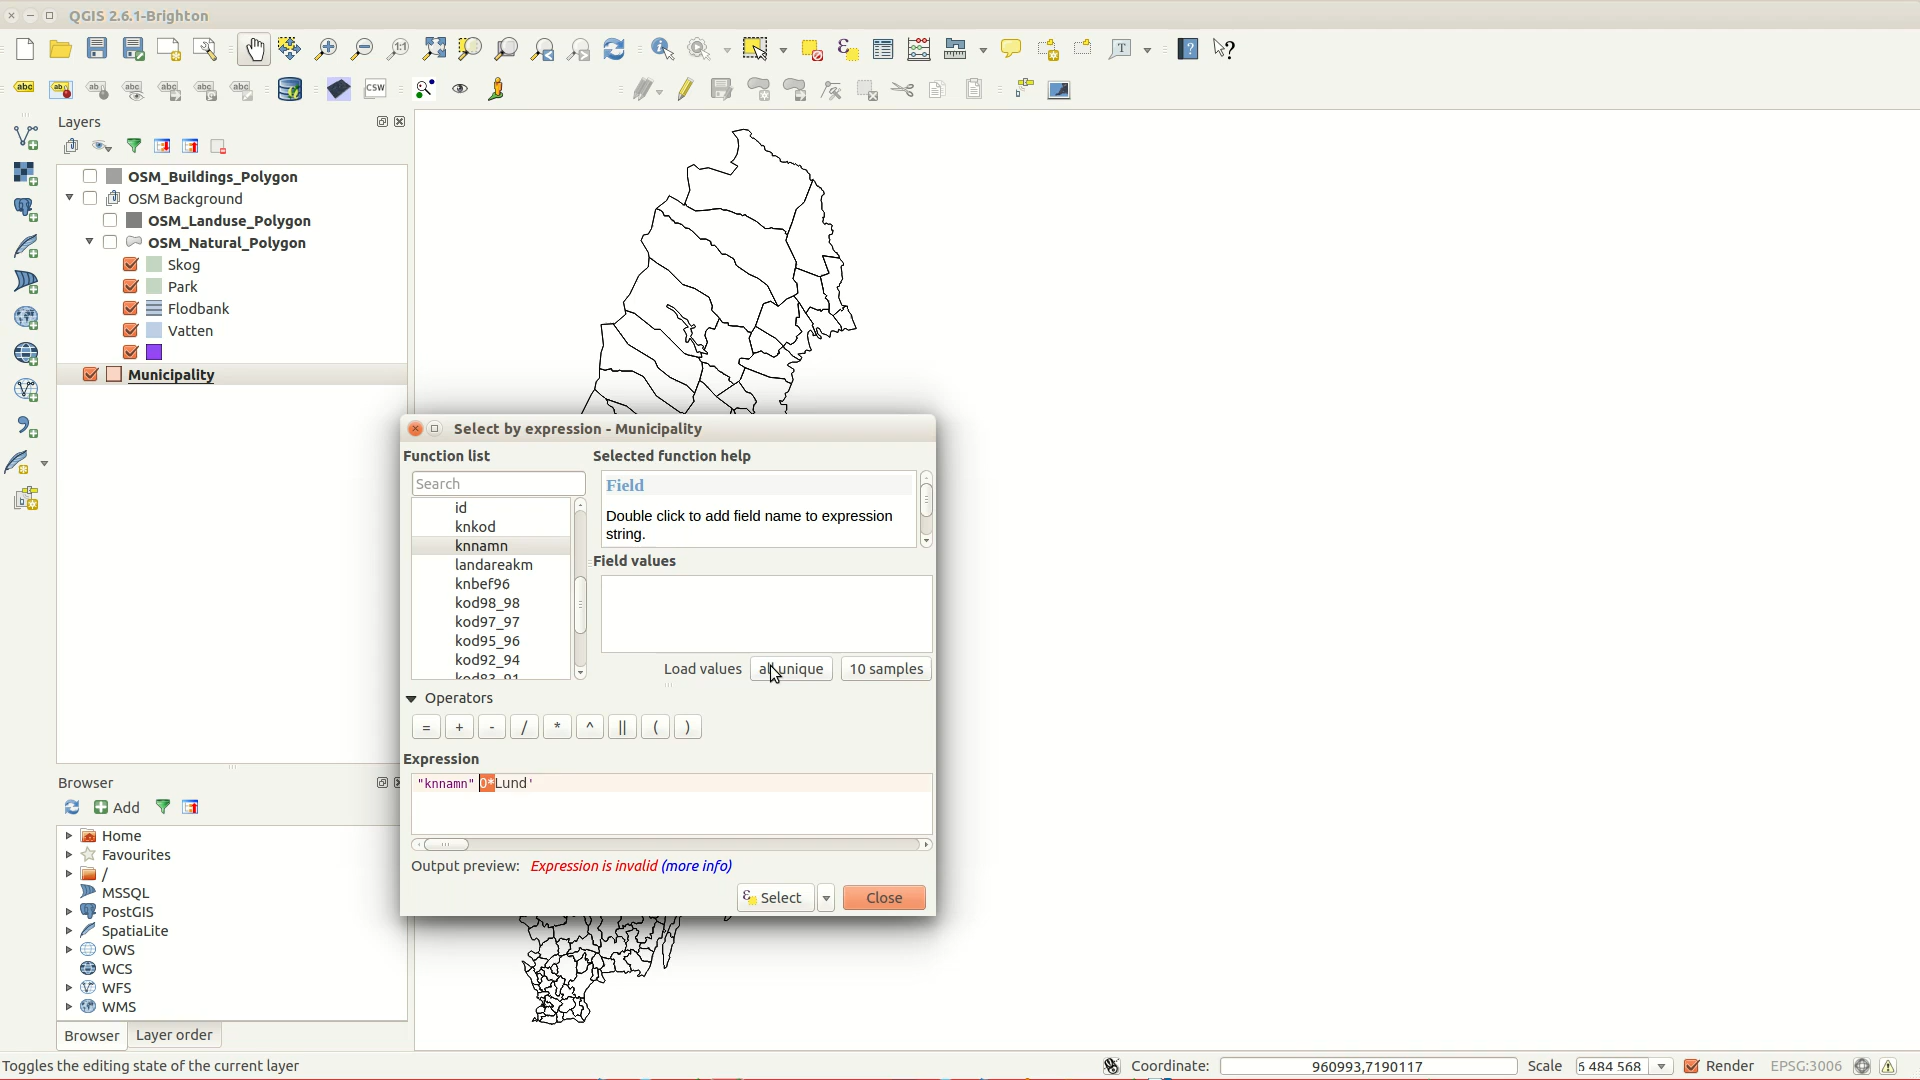 QGIS 2.6.1-Brighton
Layers
OSM_Buildings_Polygon
OSM Background
OSM_Landuse_Polygon
OSM_Natural_Polygon
Skog
Park
Flodbank
Vatten
Municipality
Select by expression - Municipality
Function list
Selected function help
Search
id
knkod
knnamn
landareakm
knbef96
kod98_98
kod97_97
kod95_96
kod92_94
Field
Double click to add field name to expression
string.
Field values
Load values all unique 10 samples
Operators
= + - / * ^ || ( )
Expression
"knnamn" 0*Lund'
Output preview: Expression is invalid (more info)
Select Close
Browser
Add
Home
Favourites
/
MSSQL
PostGIS
SpatiaLite
OWS
WCS
WFS
WMS
Browser Layer order
Toggles the editing state of the current layer Coordinate: 960993,7190117 Scale 5 484 568 Render EPSG:3006